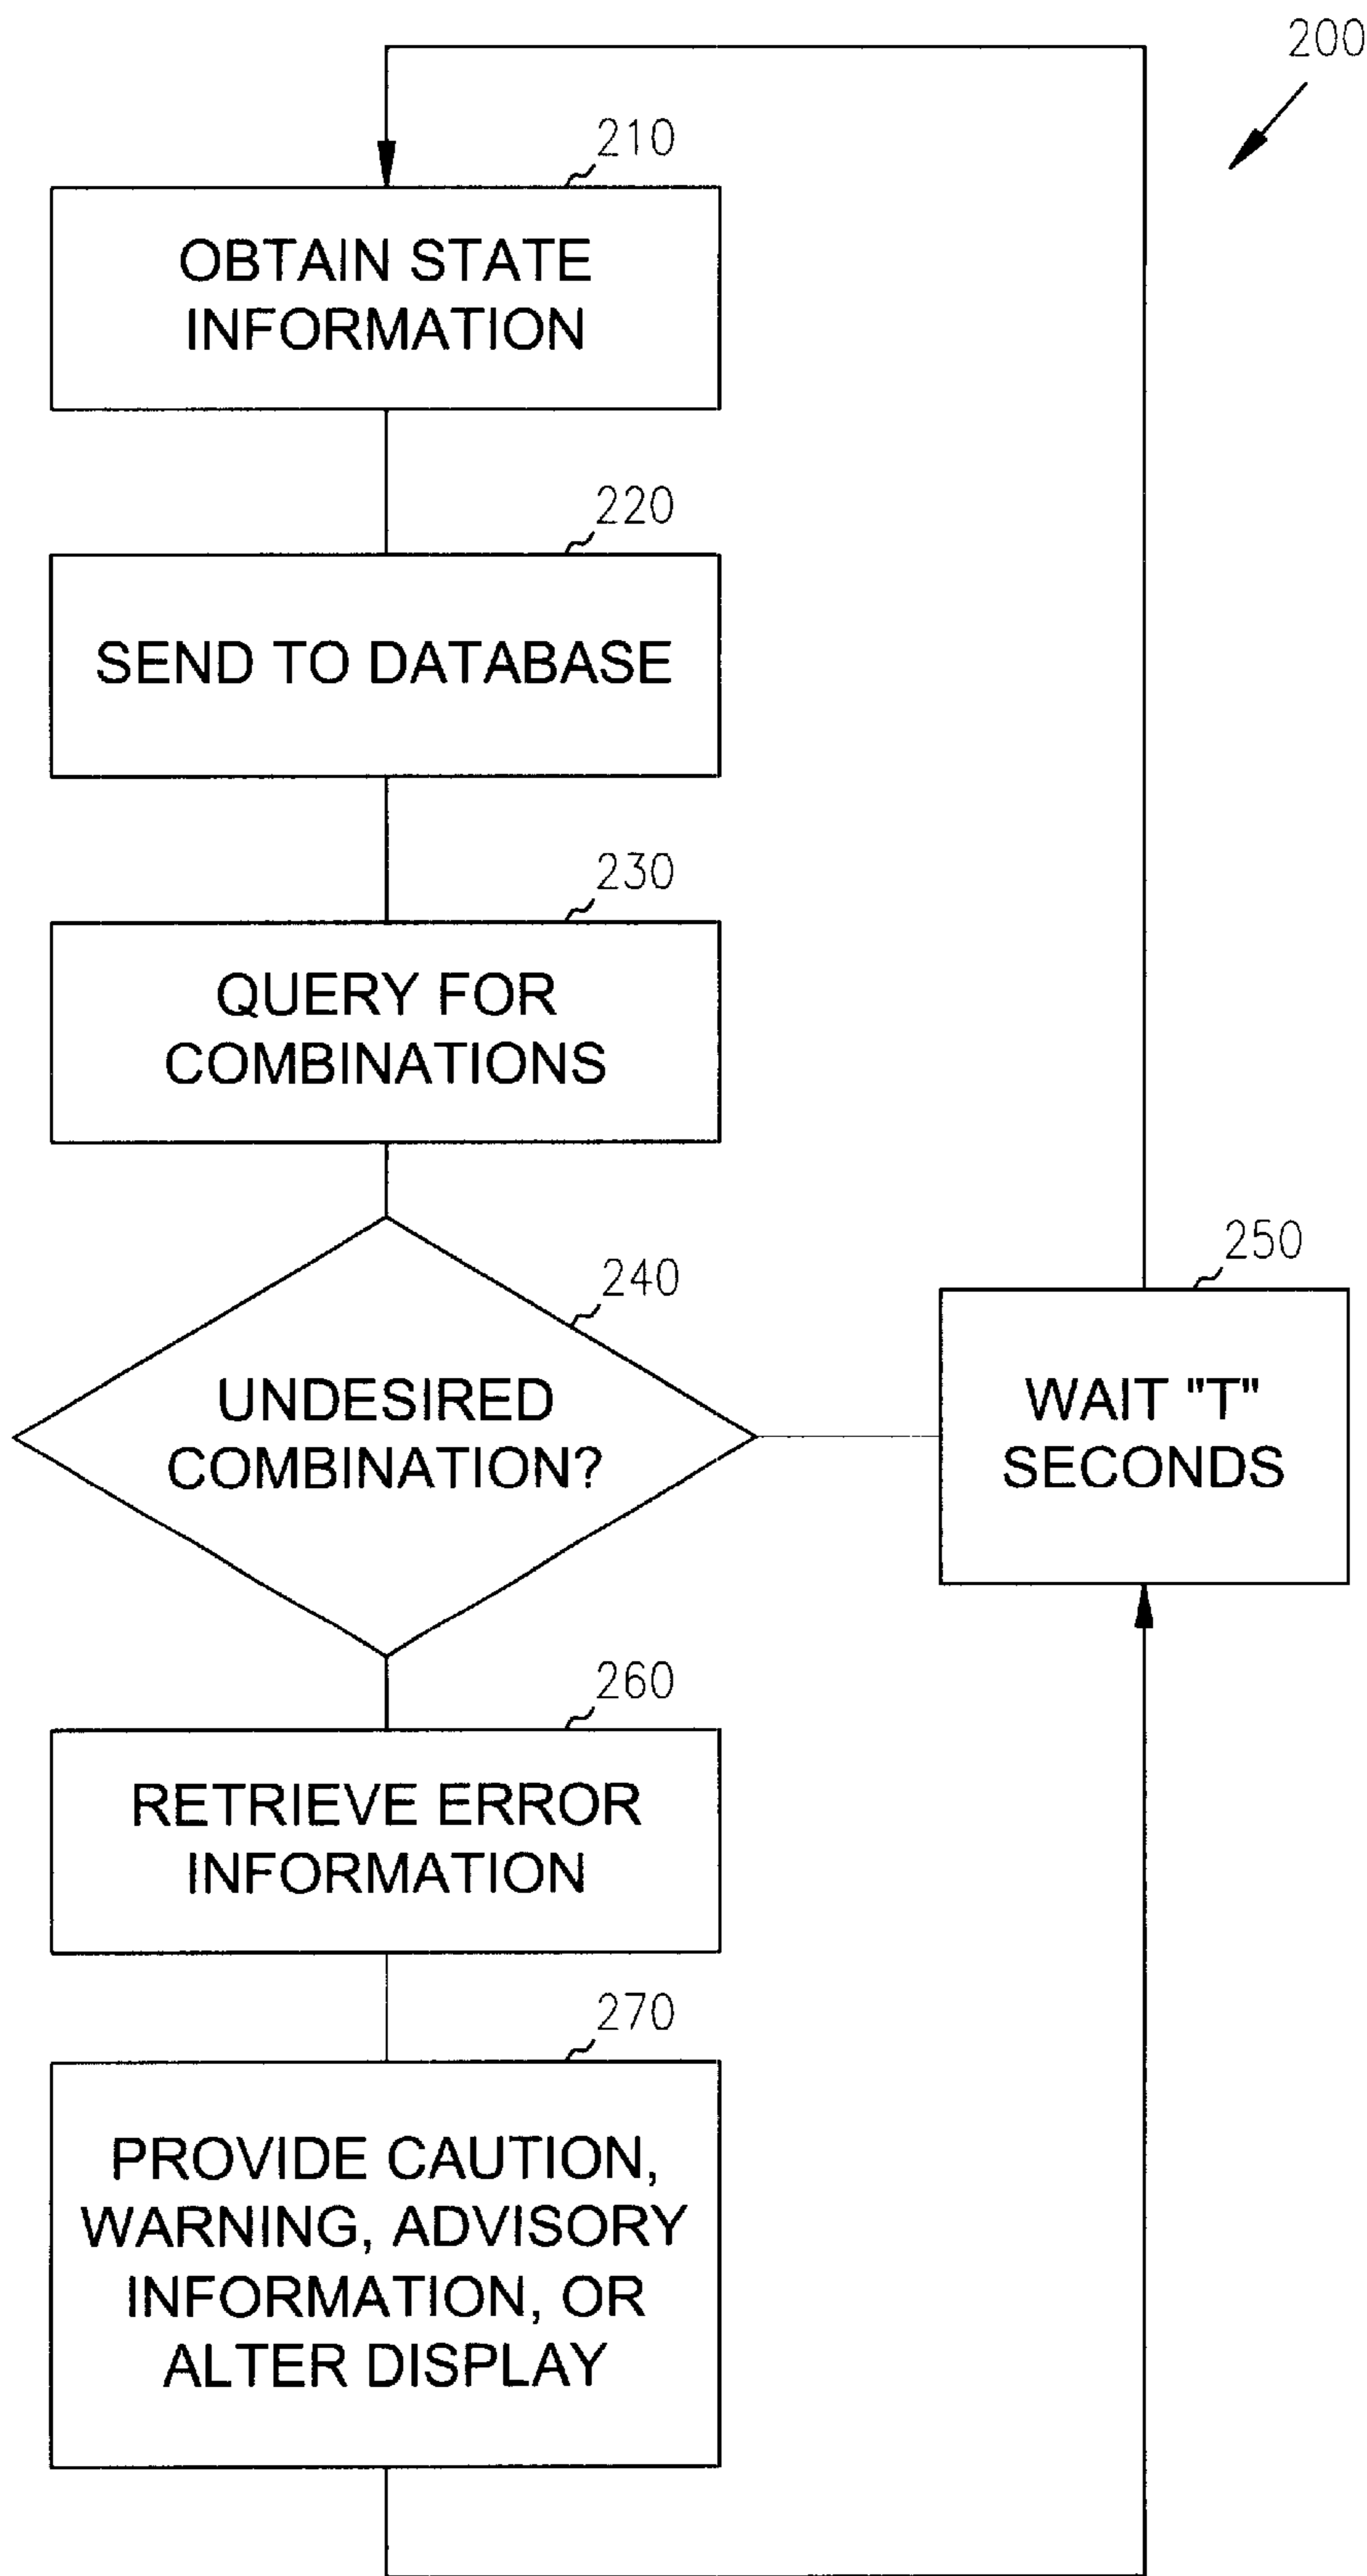 200
210
OBTAIN STATE
INFORMATION
220
SEND TO DATABASE
230
QUERY FOR
COMBINATIONS
240
UNDESIRED
COMBINATION?
250
WAIT "T"
SECONDS
260
RETRIEVE ERROR
INFORMATION
270
PROVIDE CAUTION,
WARNING, ADVISORY
INFORMATION, OR
ALTER DISPLAY